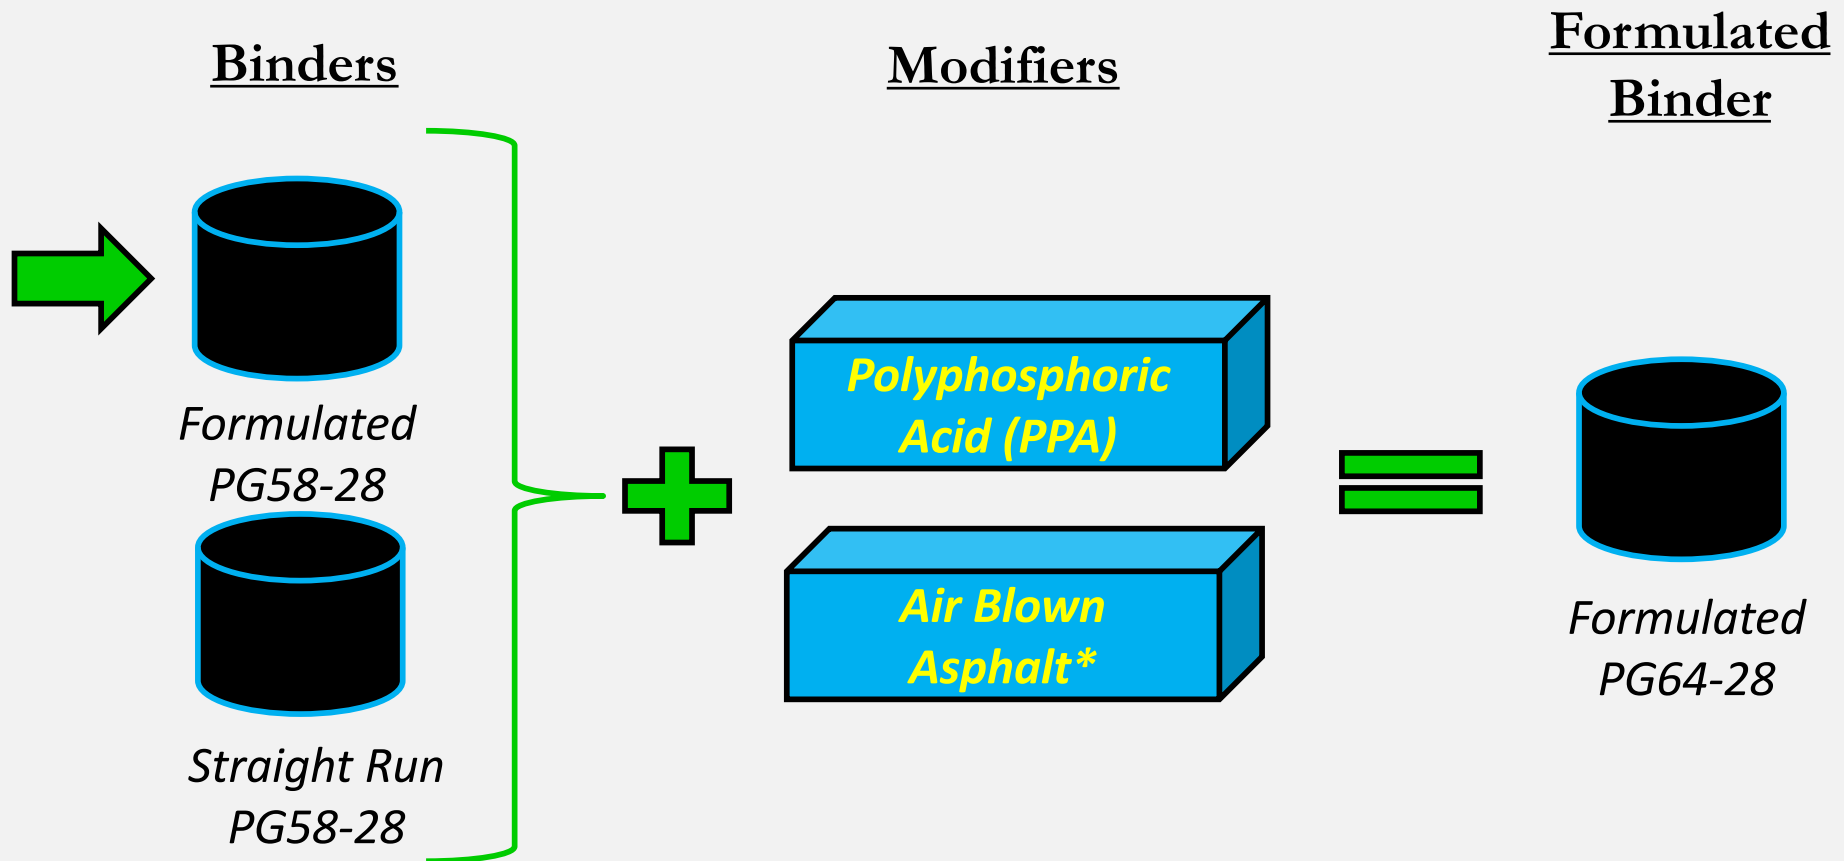 Binders
Formulated
PG58-28
Straight Run
PG58-28
Modifiers
Polyphosphoric
Acid (PPA)
Air Blown
Asphalt*
Formulated
Binder
Formulated
PG64-28